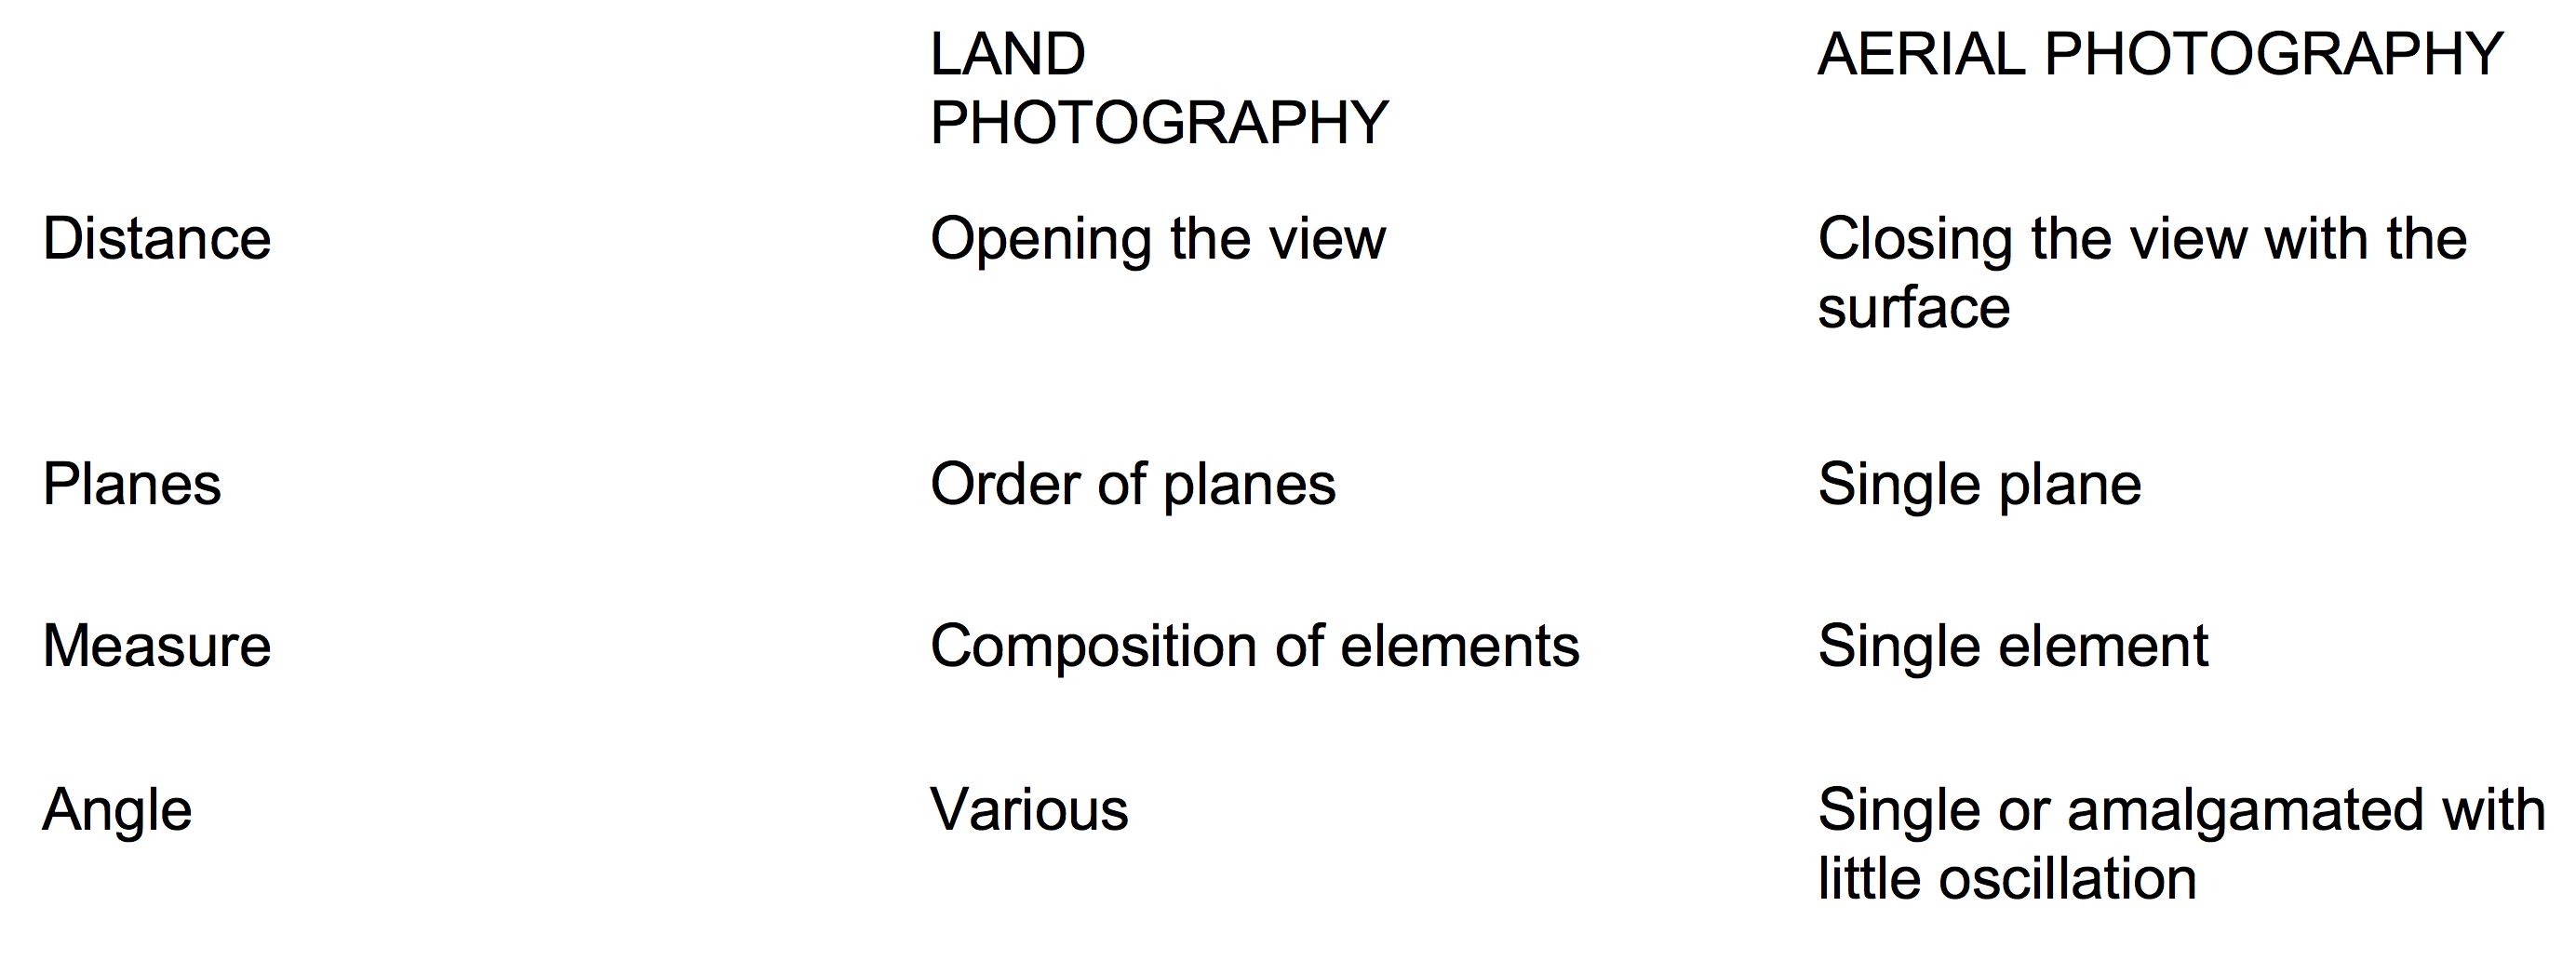 LAND
PHOTOGRAPHY
AERIAL PHOTOGRAPHY
Distance
Opening the view
Closing the view with the
surface
Planes
Order of planes
Single plane
Measure
Composition of elements
Single element
Angle
Various
Single or amalgamated with
little oscillation